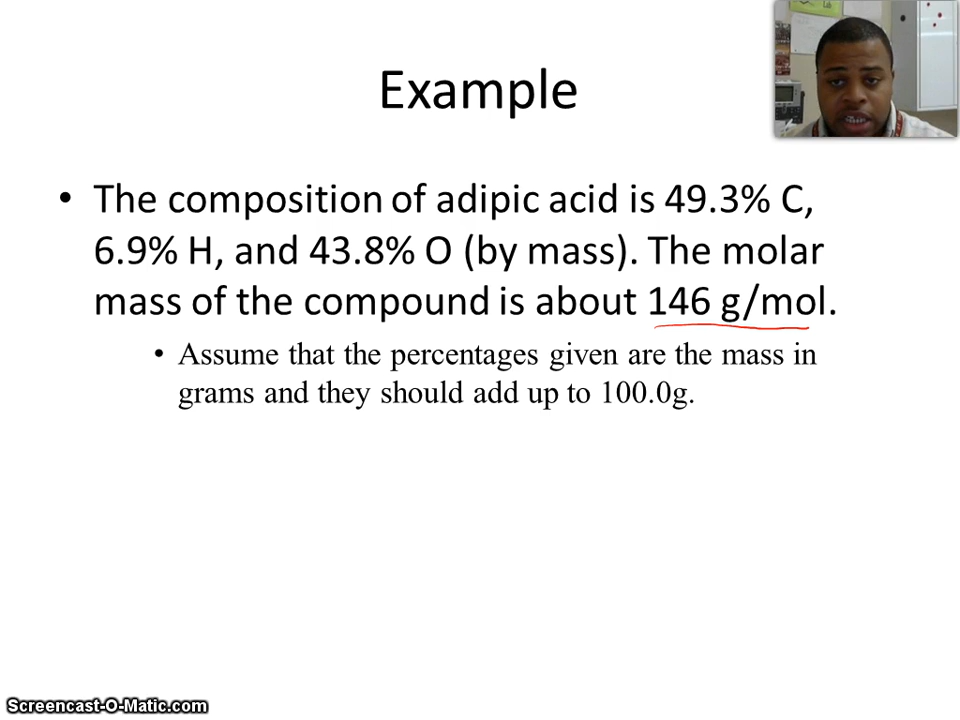 Example
• The composition of adipic acid is 49.3% C,
6.9% H, and 43.8% O (by mass). The molar
mass of the compound is about 146 g/mol.
• Assume that the percentages given are the mass in
grams and they should add up to 100.0g.
Screencast-O-Matic.com